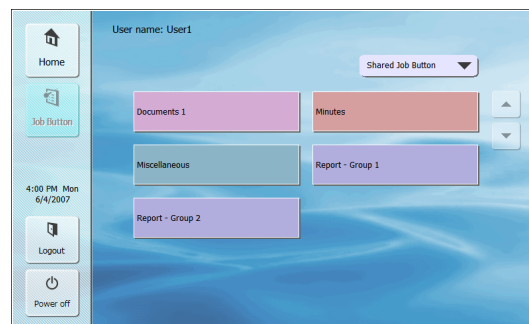 Home
Job Button
4:00 PM Mon
6/4/2007
Logout
Power off
User name: User1
Shared Job Button
Documents 1
Minutes
Miscellaneous
Report - Group 1
Report - Group 2